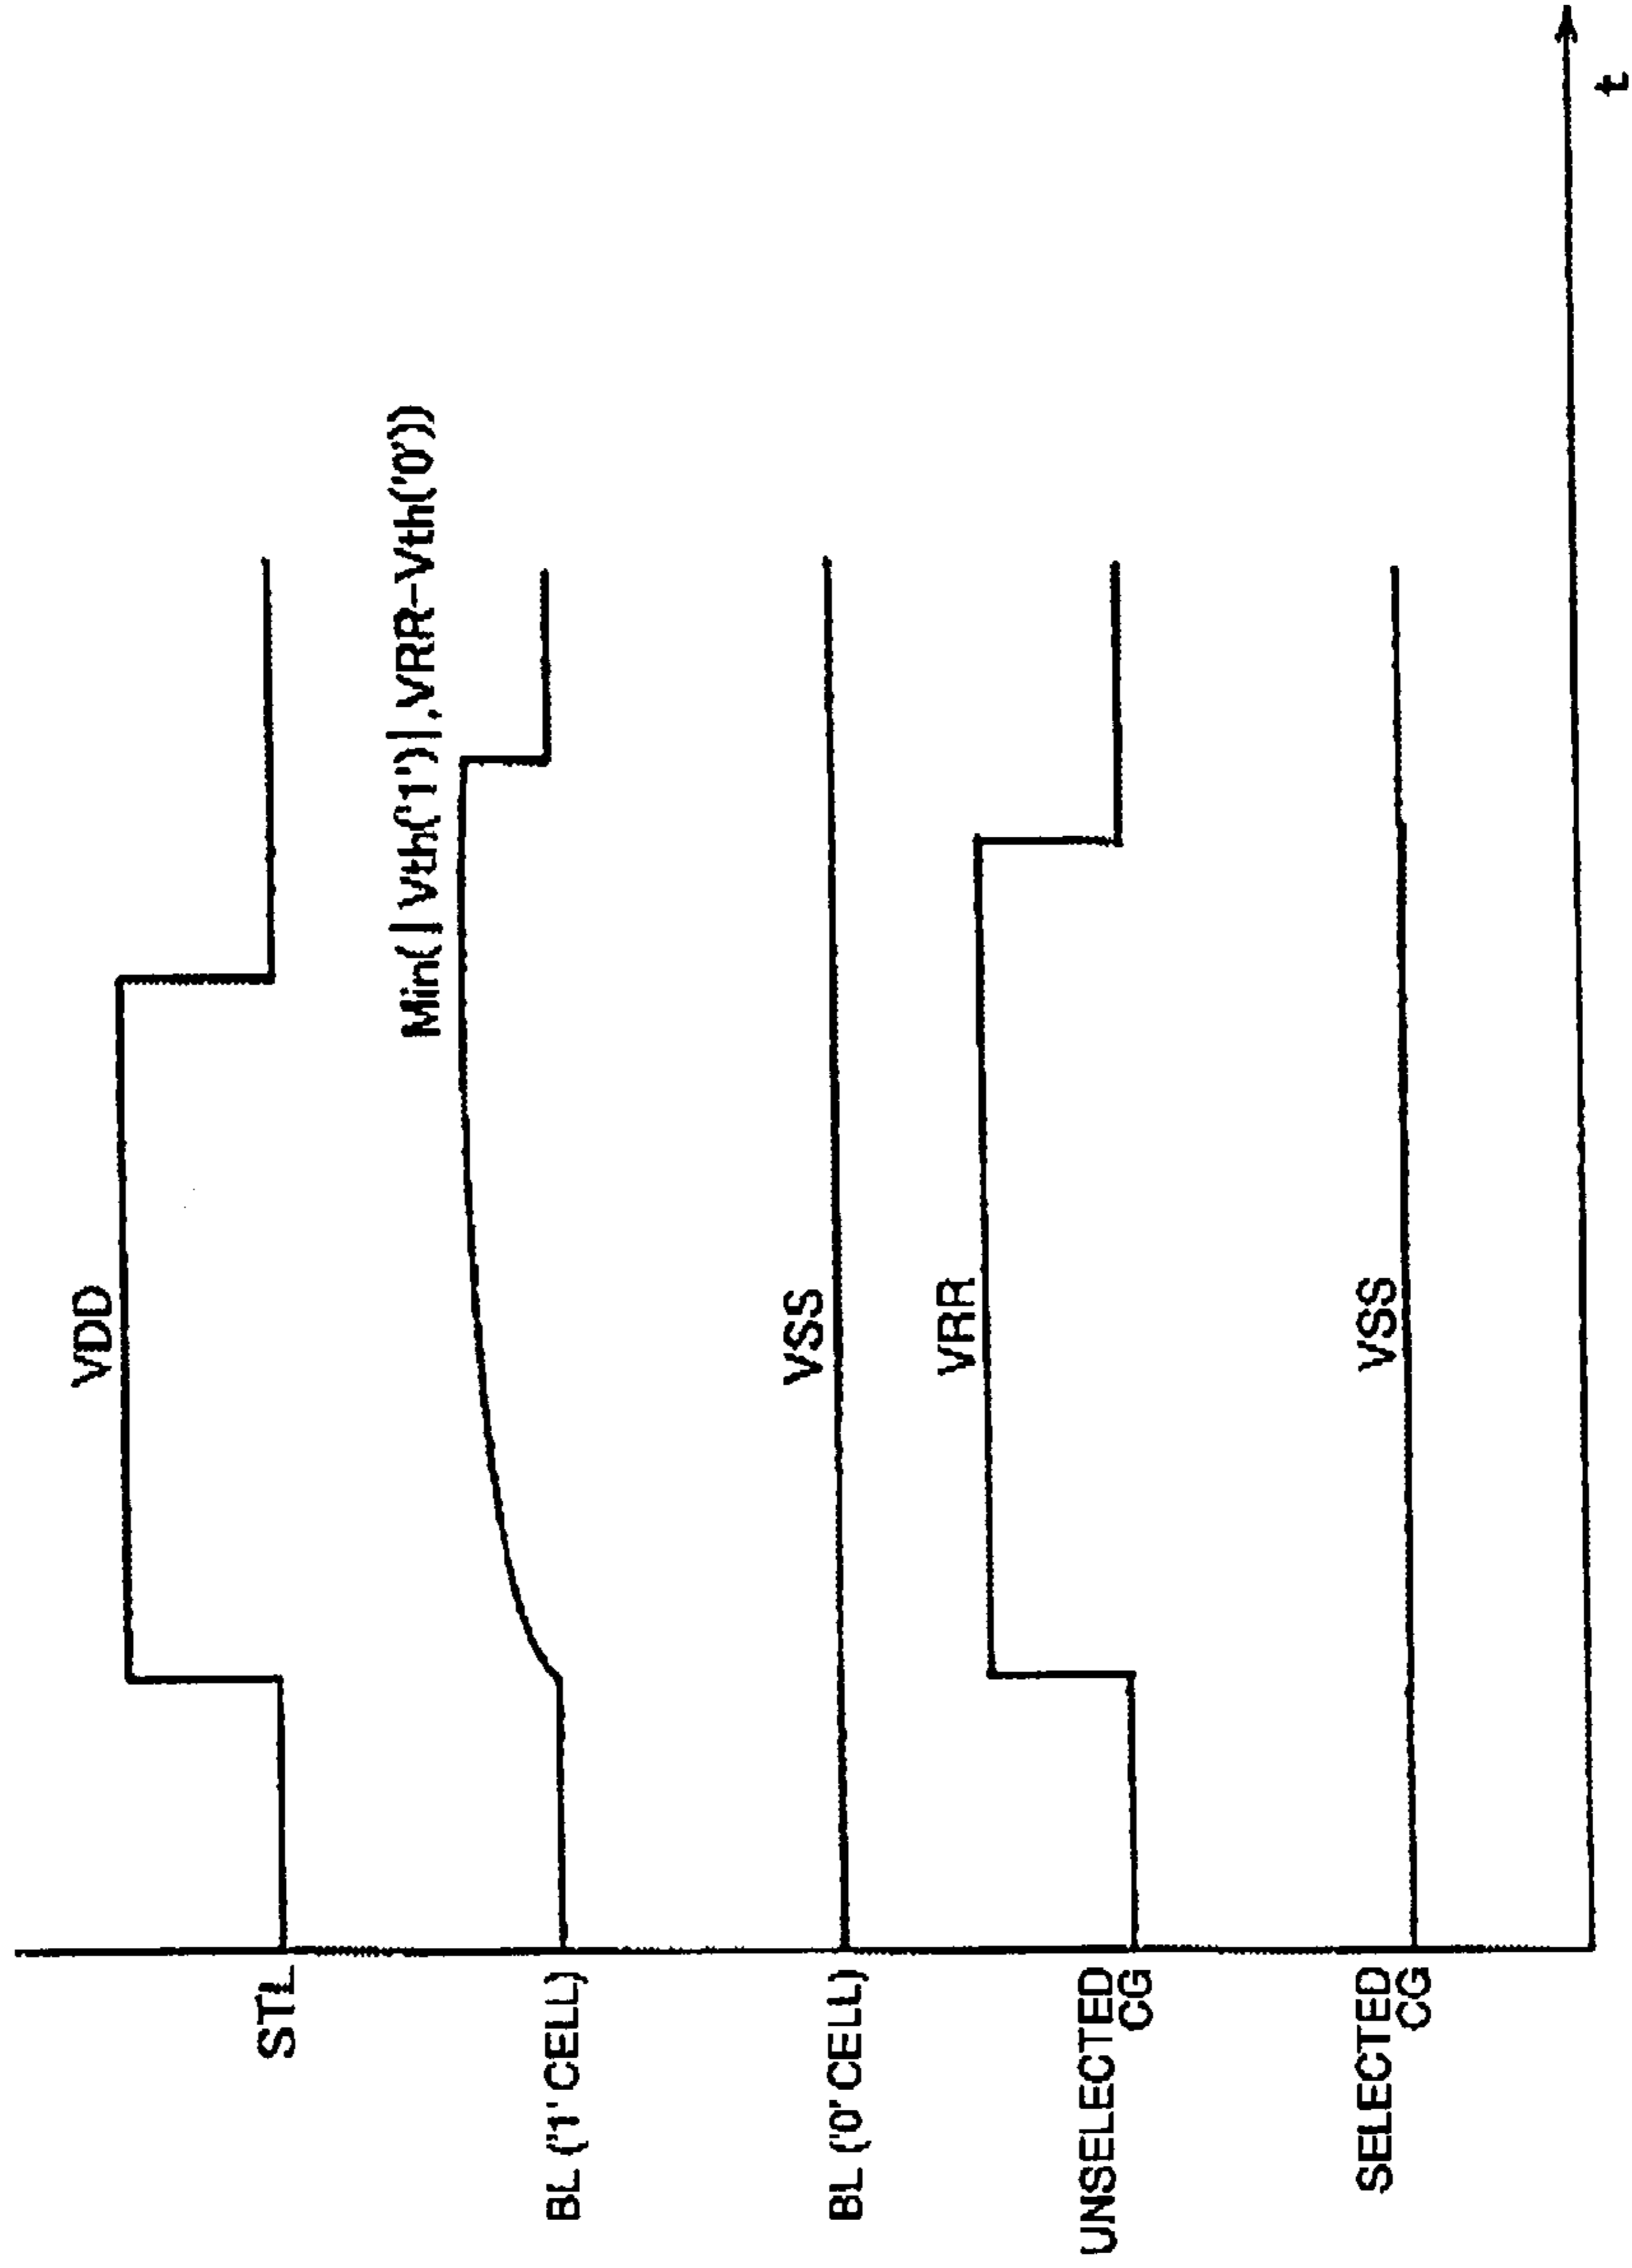 STL
VDD
BL ('1' CELL)
Min(|Vth('1')|,VRR-Vth('0'))
BL ('0' CELL)
VSS
UNSELECTED
CG
VRR
SELECTED
CG
VSS
t